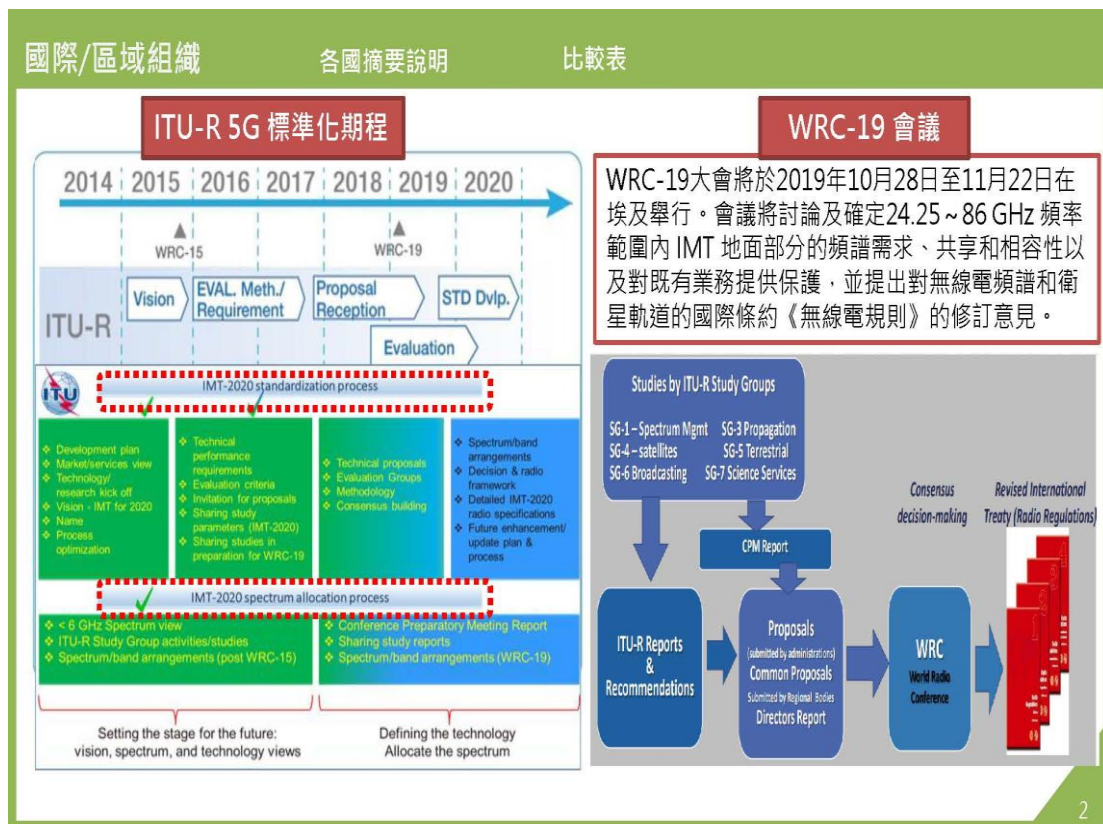 國際/區域組織
各國摘要說明
比較表
ITU-R 5G 標準化期程
2014 2015 2016 2017 2018 2019 2020
WRC-15
WRC-19
ITU-R
Vision
EVAL. Meth./
Requirement
Proposal
Reception
STD Dvlp.
Evaluation
ITU
IMT-2020 standardization process
❖ Development plan
❖ Market/services view
❖ Technology/
research kick off
❖ Vision - IMT for 2020
❖ Name
❖ Process
optimization
❖ Technical
performance
requirements
❖ Evaluation criteria
❖ Invitation for proposals
❖ Sharing study
parameters (IMT-2020)
❖ Sharing studies in
preparation for WRC-19
❖ Technical proposals
❖ Evaluation Groups
❖ Methodology
❖ Consensus building
❖ Spectrum/band
arrangements
❖ Decision & radio
framework
❖ Detailed IMT-2020
radio specifications
❖ Future enhancement/
update plan &
process
IMT-2020 spectrum allocation process
❖ < 6 GHz Spectrum view
❖ ITU-R Study Group activities/studies
❖ Spectrum/band arrangements (post WRC-15)
❖ Conference Preparatory Meeting Report
❖ Sharing study reports
❖ Spectrum/band arrangements (WRC-19)
Setting the stage for the future:
vision, spectrum, and technology views
Defining the technology
Allocate the spectrum
WRC-19 會議
WRC-19大會將於2019年10月28日至11月22日在
埃及舉行。會議將討論及確定24.25~86 GHz 頻率
範圍內 IMT 地面部分的頻譜需求、共享和相容性以
及對既有業務提供保護，並提出對無線電頻譜和衛
星軌道的國際條約《無線電規則》的修訂意見。
Studies by ITU-R Study Groups
SG-1 – Spectrum Mgmt SG-3 Propagation
SG-4 – satellites SG-5 Terrestrial
SG-6 Broadcasting SG-7 Science Services
CPM Report
Consensus
decision-making
Revised International
Treaty (Radio Regulations)
ITU-R Reports
&
Recommendations
Proposals
(submitted by administrations)
Common Proposals
Submitted by Regional Bodies
Directors Report
WRC
World Radio
Conference
2